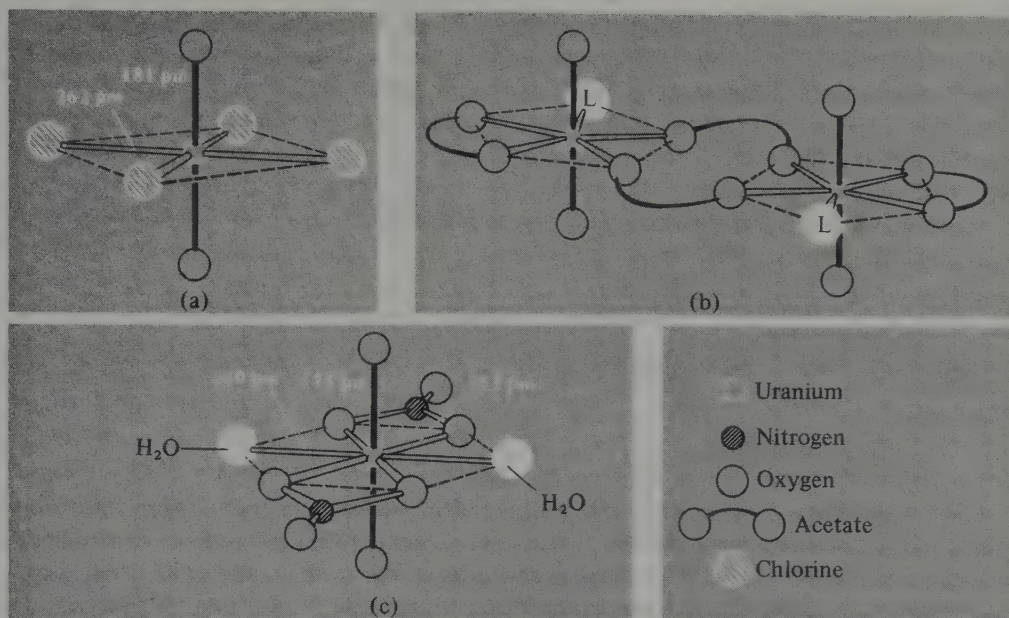 L
L
(a)
(b)
H₂O
H₂O
(c)
Uranium
Nitrogen
Oxygen
Acetate
Chlorine